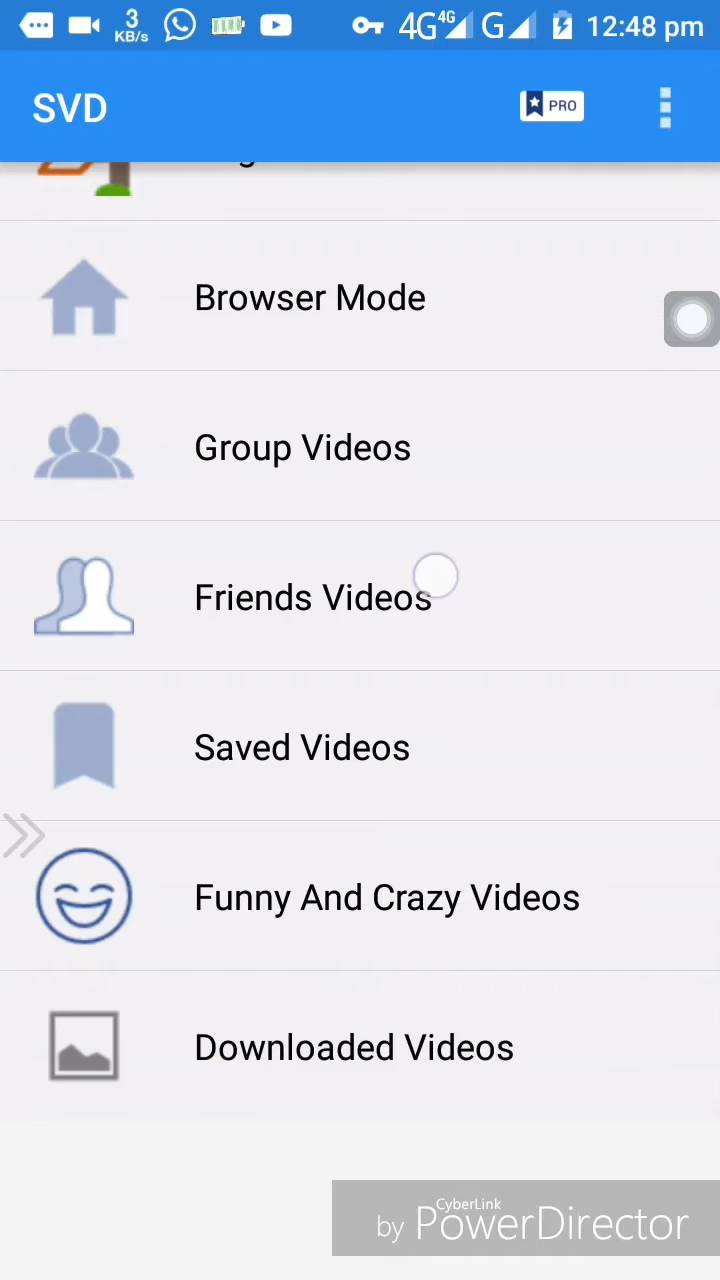 3
KB/s
4G 4G G 12:48 pm
SVD
PRO
Browser Mode
Group Videos
Friends Videos
Saved Videos
Funny And Crazy Videos
Downloaded Videos
CyberLink
by PowerDirector